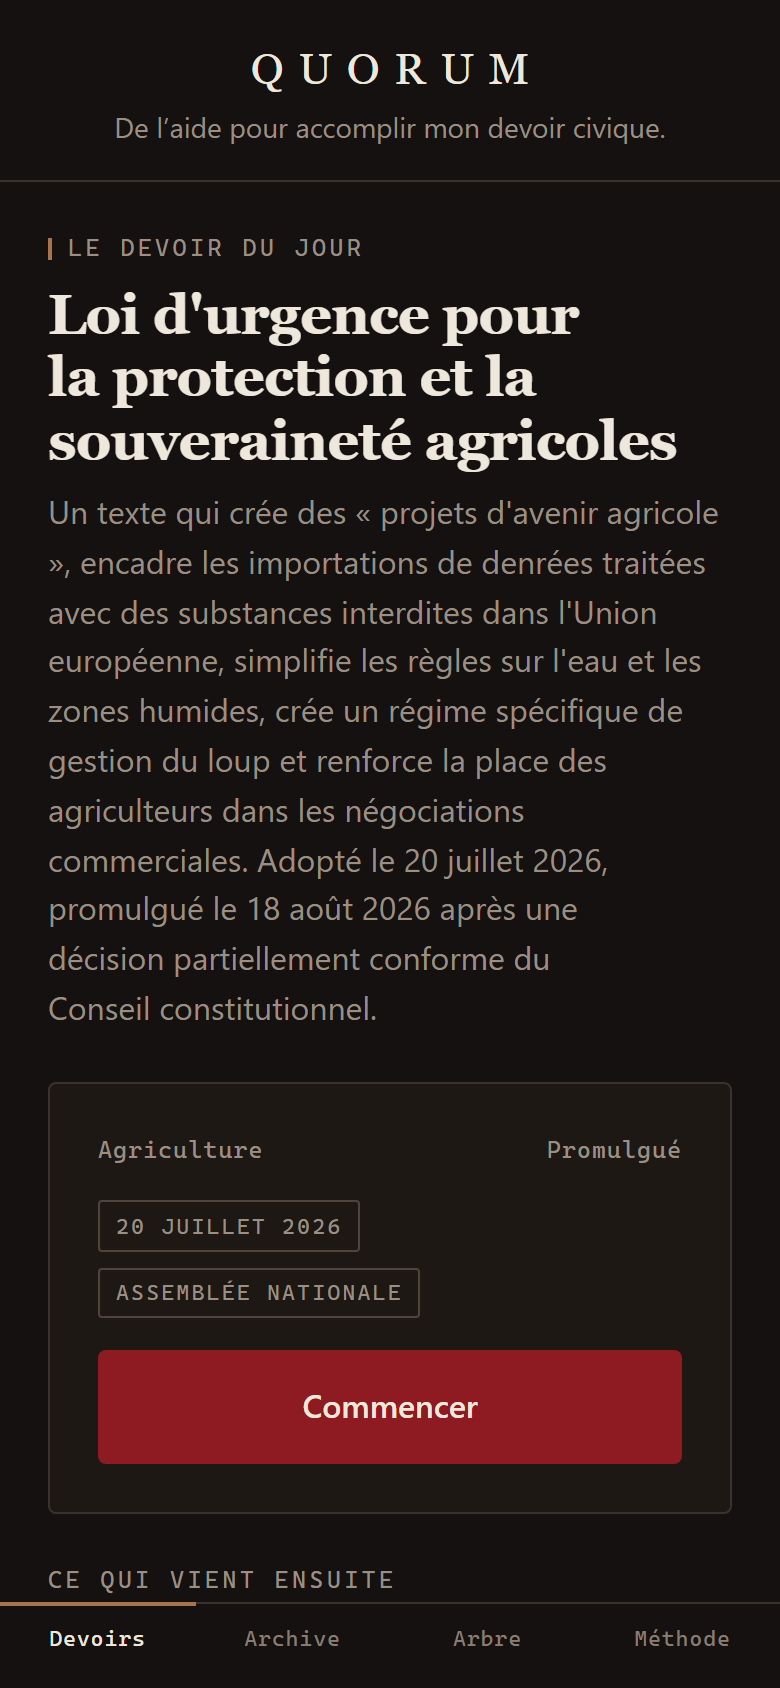 QUORUM
De l’aide pour accomplir mon devoir civique.
LE DEVOIR DU JOUR
Loi d'urgence pour
la protection et la
souveraineté agricoles
Un texte qui crée des « projets d'avenir agricole
», encadre les importations de denrées traitées
avec des substances interdites dans l'Union
européenne, simplifie les règles sur l'eau et les
zones humides, crée un régime spécifique de
gestion du loup et renforce la place des
agriculteurs dans les négociations
commerciales. Adopté le 20 juillet 2026,
promulgué le 18 août 2026 après une
décision partiellement conforme du
Conseil constitutionnel.
Agriculture Promulgué
20 JUILLET 2026
ASSEMBLÉE NATIONALE
Commencer
CE QUI VIENT ENSUITE
Devoirs Archive Arbre Méthode